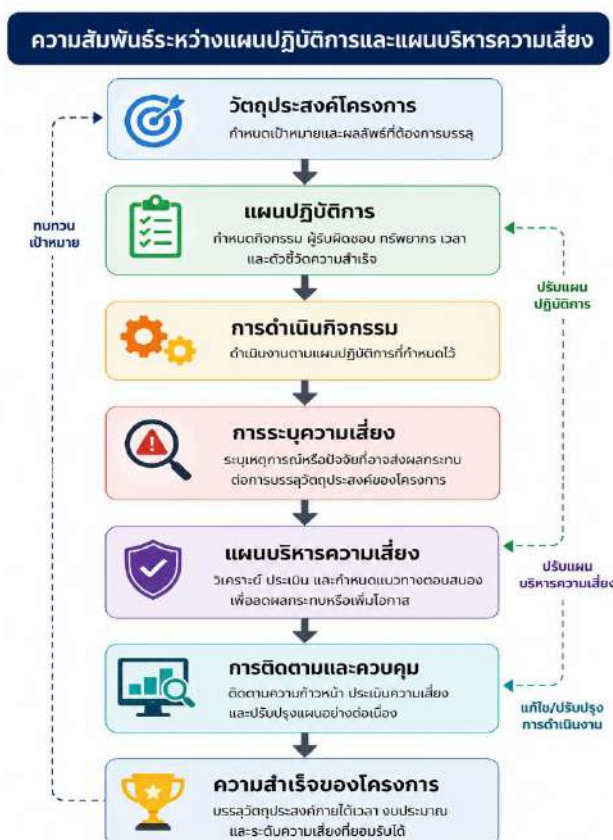 ความสัมพันธ์ระหว่างแผนปฏิบัติการและแผนบริหารความเสี่ยง
วัตถุประสงค์โครงการ
กำหนดเป้าหมายและผลลัพธ์ที่ต้องการบรรลุ
แผนปฏิบัติการ
กำหนดกิจกรรม ผู้รับผิดชอบ ทรัพยากร เวลา
และตัวชี้วัดความสำเร็จ
ทบทวน
เป้าหมาย
ปรับแผน
ปฏิบัติการ
การดำเนินกิจกรรม
ดำเนินงานตามแผนปฏิบัติการที่กำหนดไว้
การระบุความเสี่ยง
ระบุเหตุการณ์หรือปัจจัยที่อาจส่งผลกระทบ
ต่อการบรรลุวัตถุประสงค์ของโครงการ
แผนบริหารความเสี่ยง
วิเคราะห์ ประเมิน และกำหนดแนวทางตอบสนอง
เพื่อลดผลกระทบหรือเพิ่มโอกาส
ปรับแผน
บริหารความเสี่ยง
การติดตามและควบคุม
ติดตามความก้าวหน้า ประเมินความเสี่ยง
และปรับปรุงแผนอย่างต่อเนื่อง
แก้ไข/ปรับปรุง
การดำเนินงาน
ความสำเร็จของโครงการ
บรรลุวัตถุประสงค์ภายใต้เวลา งบประมาณ
และระดับความเสี่ยงที่ยอมรับได้